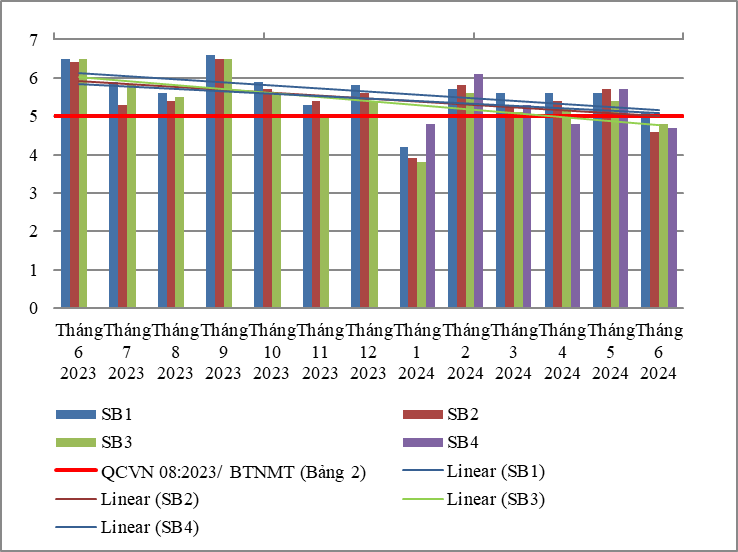 7
6
5
4
3
2
1
0
Tháng Tháng Tháng Tháng Tháng Tháng Tháng Tháng Tháng Tháng Tháng Tháng Tháng
6 7 8 9 10 11 12 1 2 3 4 5 6
2023 2023 2023 2023 2023 2023 2023 2024 2024 2024 2024 2024 2024
SB1 SB2
SB3 SB4
QCVN 08:2023/ BTNMT (Bảng 2) Linear (SB1)
Linear (SB2) Linear (SB3)
Linear (SB4)